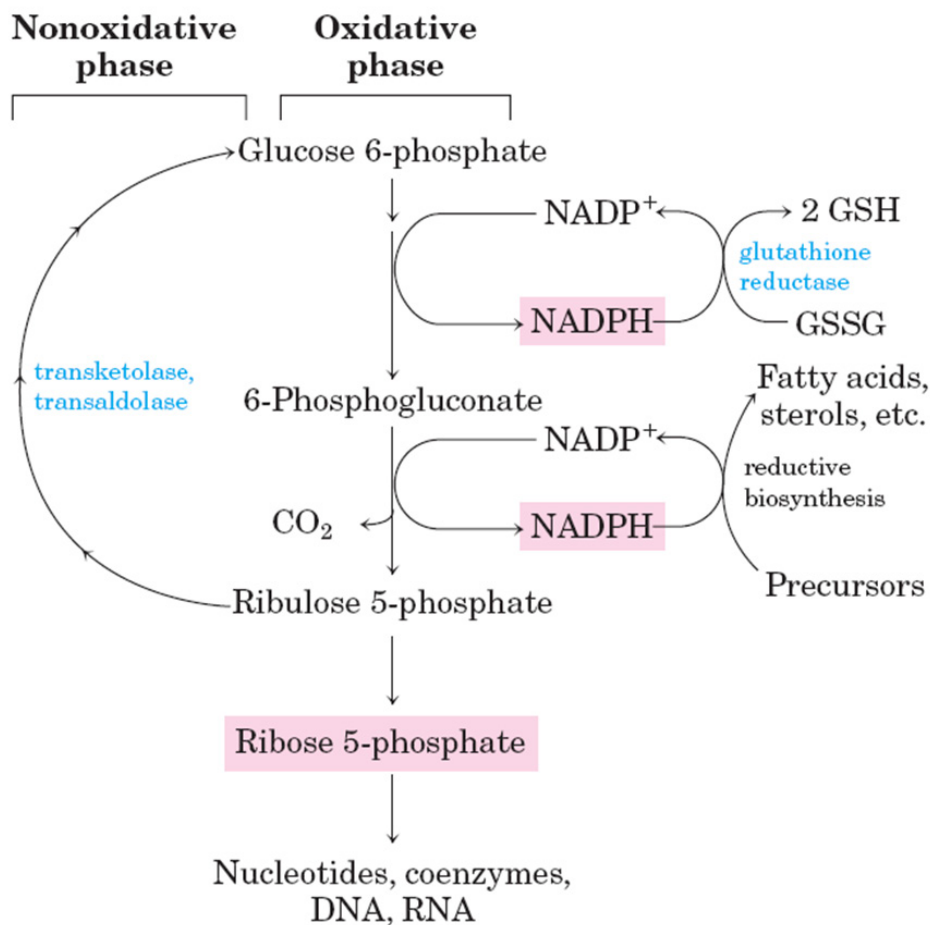 Nonoxidative
phase
Oxidative
phase
Glucose 6-phosphate
NADP+
2 GSH
glutathione
reductase
NADPH
GSSG
transketolase,
transaldolase
6-Phosphogluconate
Fatty acids,
sterols, etc.
NADP+
reductive
biosynthesis
CO2
NADPH
Precursors
Ribulose 5-phosphate
Ribose 5-phosphate
Nucleotides, coenzymes,
DNA, RNA